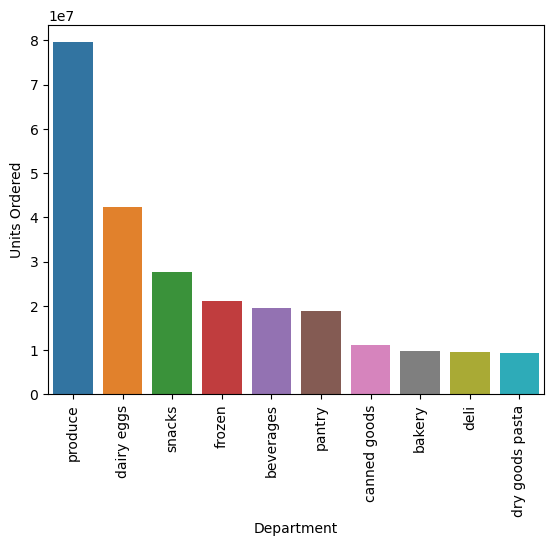 1e7
8
7
6
5
4
3
2
1
0
Units Ordered
produce
dairy eggs
snacks
frozen
beverages
pantry
canned goods
bakery
deli
dry goods pasta
Department